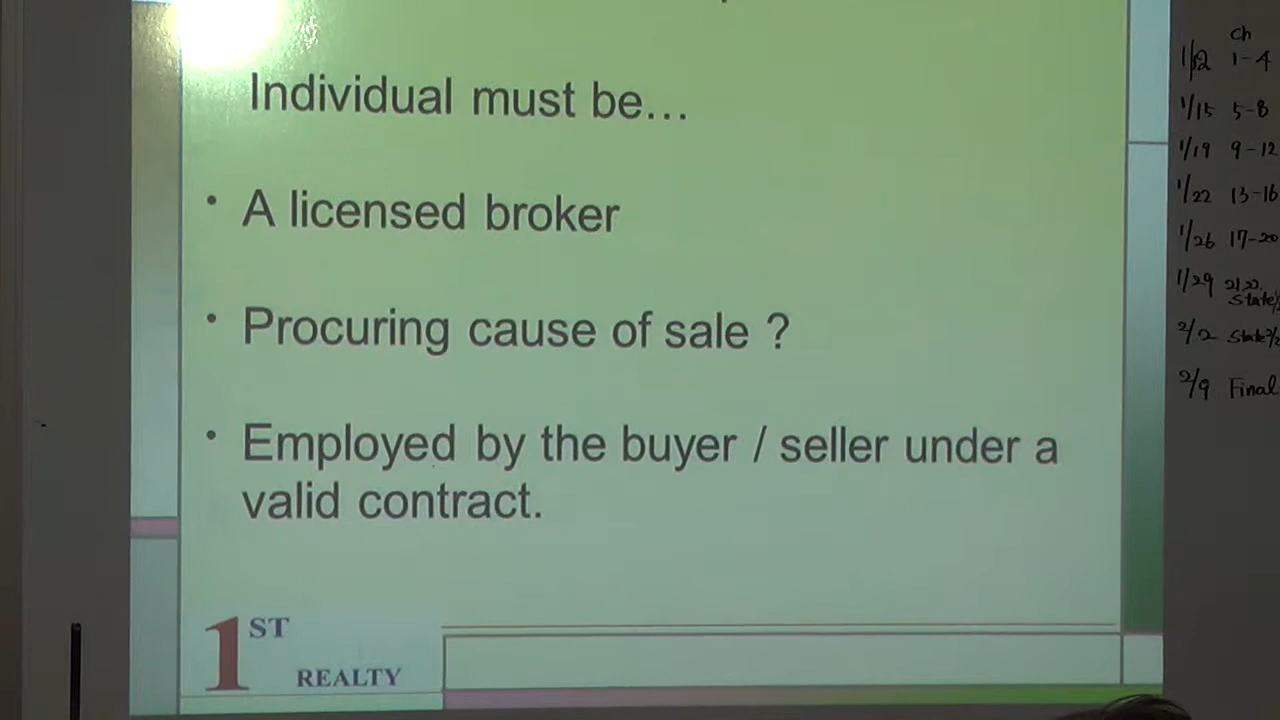 Individual must be...
• A licensed broker
• Procuring cause of sale ?
• Employed by the buyer / seller under a
valid contract.
1ST
REALTY
Ch
1/12 1-4
1/15 5-8
1/19 9-12
1/22 13-16
1/26 17-20
1/29
State
2/2 State
2/9 Final